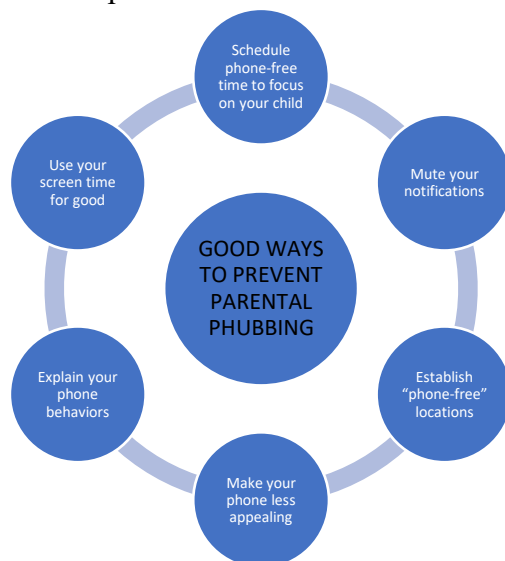 Schedule
phone-free
time to focus
on your child
Mute your
notifications
Establish
“phone-free”
locations
Make your
phone less
appealing
Explain your
phone
behaviors
Use your
screen time
for good
GOOD WAYS
TO PREVENT
PARENTAL
PHUBBING